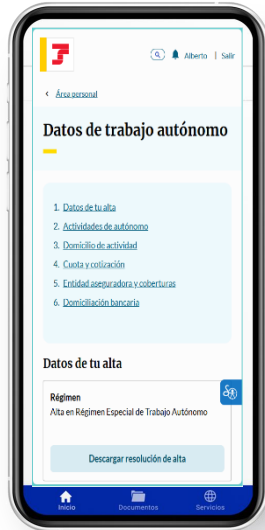 Alberto | Salir
< Área personal
Datos de trabajo autónomo
1. Datos de tu alta
2. Actividades de autónomo
3. Domicilio de actividad
4. Cuota y cotización
5. Entidad aseguradora y coberturas
6. Domiciliación bancaria
Datos de tu alta
Régimen
Alta en Régimen Especial de Trabajo Autónomo
Descargar resolución de alta
Inicio Documentos Servicios